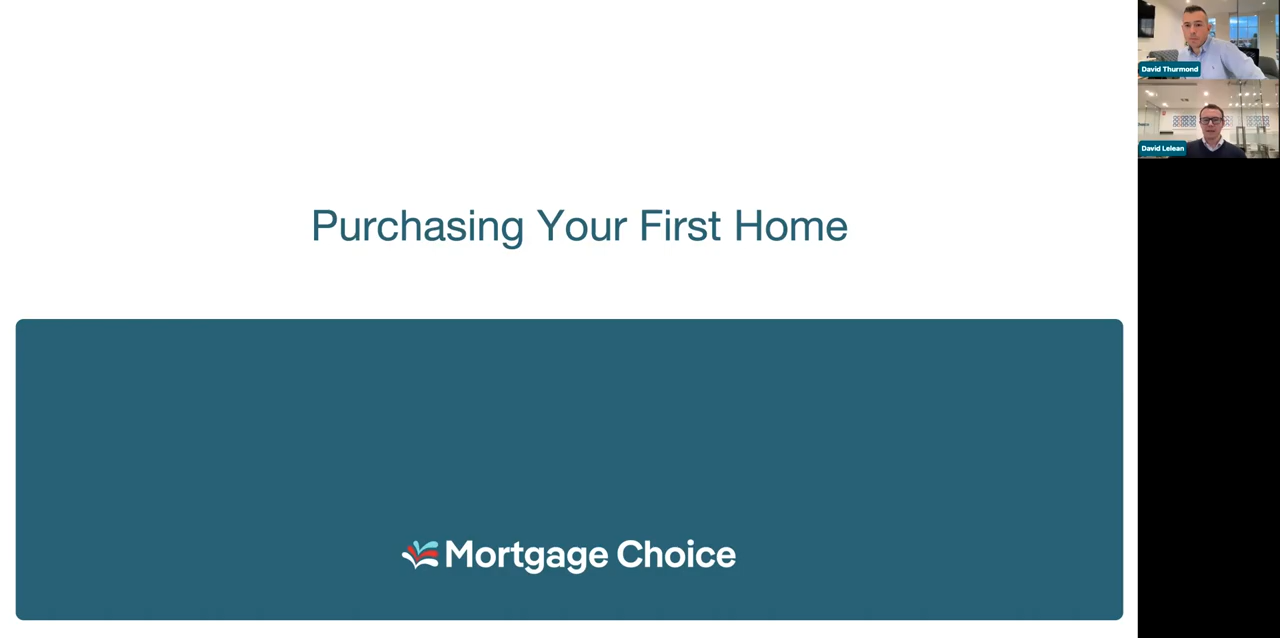 David Thurmond
David Lelean
Purchasing Your First Home
Mortgage Choice